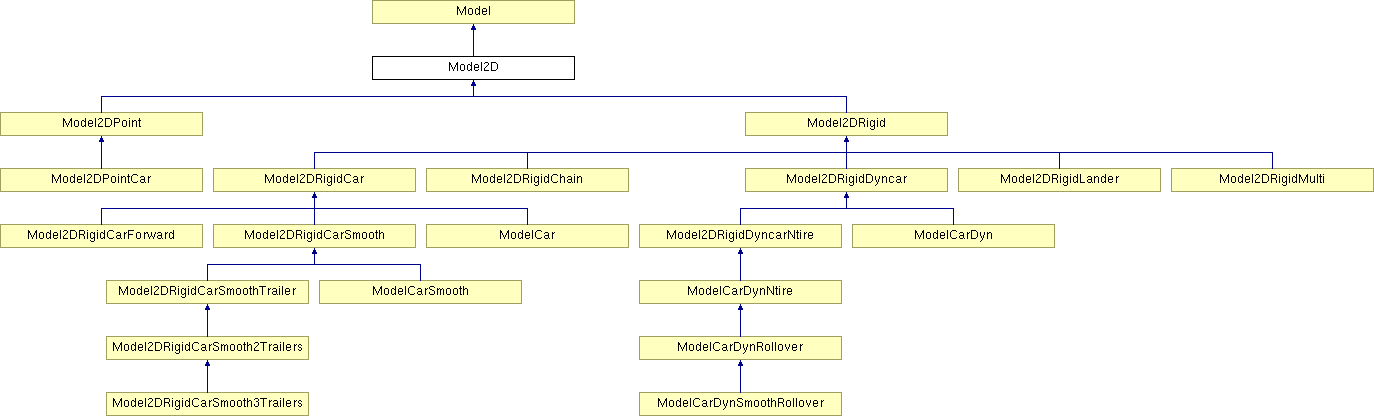 Model
Model2D
Model2DPoint
Model2DRigid
Model2DPointCar
Model2DRigidCar
Model2DRigidChain
Model2DRigidDyncar
Model2DRigidLander
Model2DRigidMulti
Model2DRigidCarForward
Model2DRigidCarSmooth
ModelCar
Model2DRigidDyncarNtire
ModelCarDyn
Model2DRigidCarSmoothTrailer
ModelCarSmooth
ModelCarDynNtire
Model2DRigidCarSmooth2Trailers
ModelCarDynRollover
Model2DRigidCarSmooth3Trailers
ModelCarDynSmoothRollover